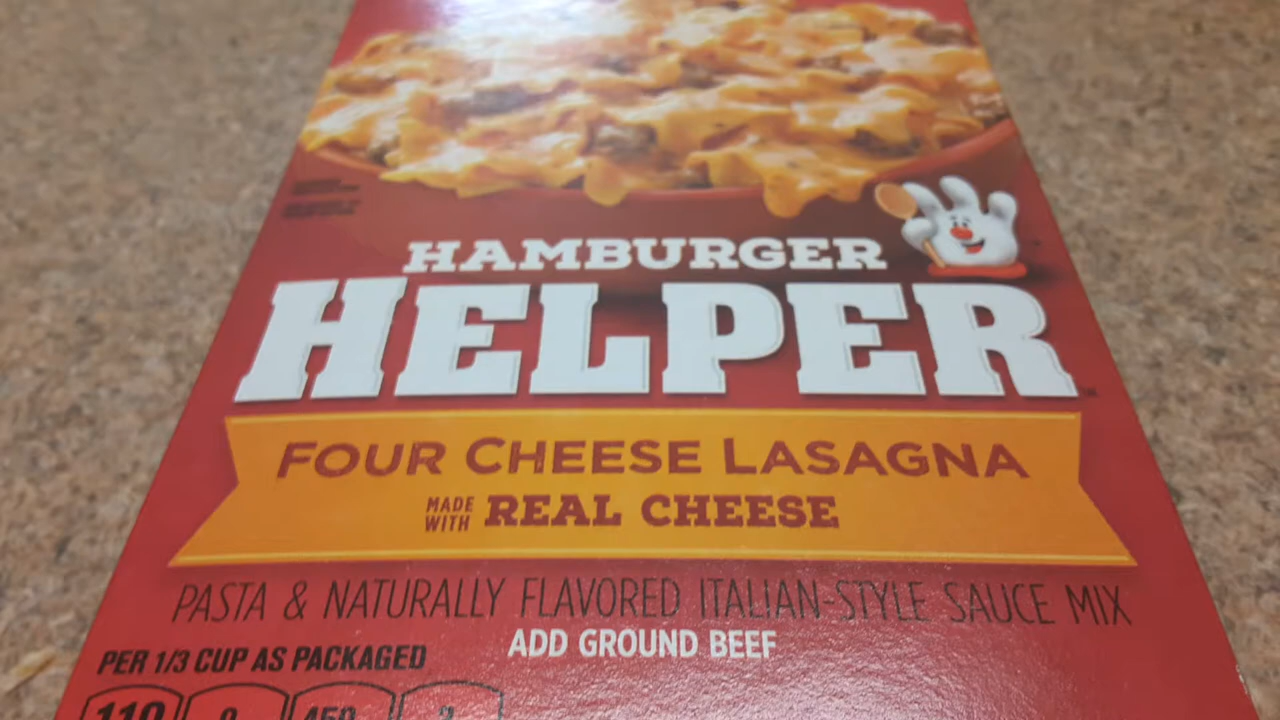 HAMBURGER
HELPER
FOUR CHEESE LASAGNA
MADE WITH REAL CHEESE
PASTA & NATURALLY FLAVORED ITALIAN-STYLE SAUCE MIX
ADD GROUND BEEF
PER 1/3 CUP AS PACKAGED
110